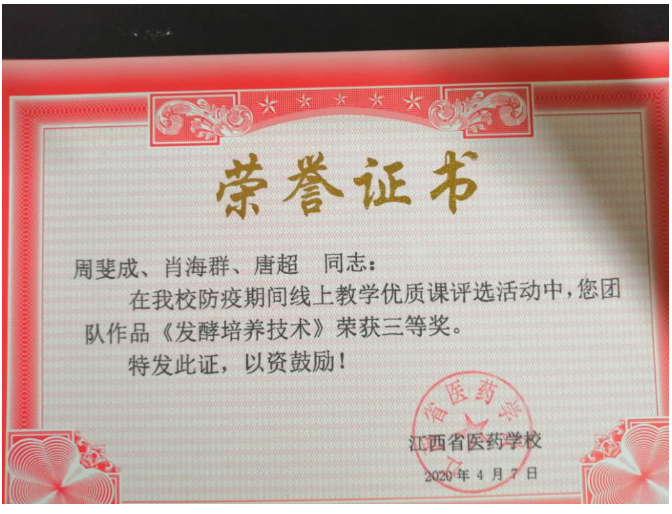 荣誉证书
周斐成、肖海群、唐超 同志：
在我校防疫期间线上教学优质课评选活动中，您团
队作品《发酵培养技术》荣获三等奖。
特发此证，以资鼓励！
江西省医药学校
2020年4月7日